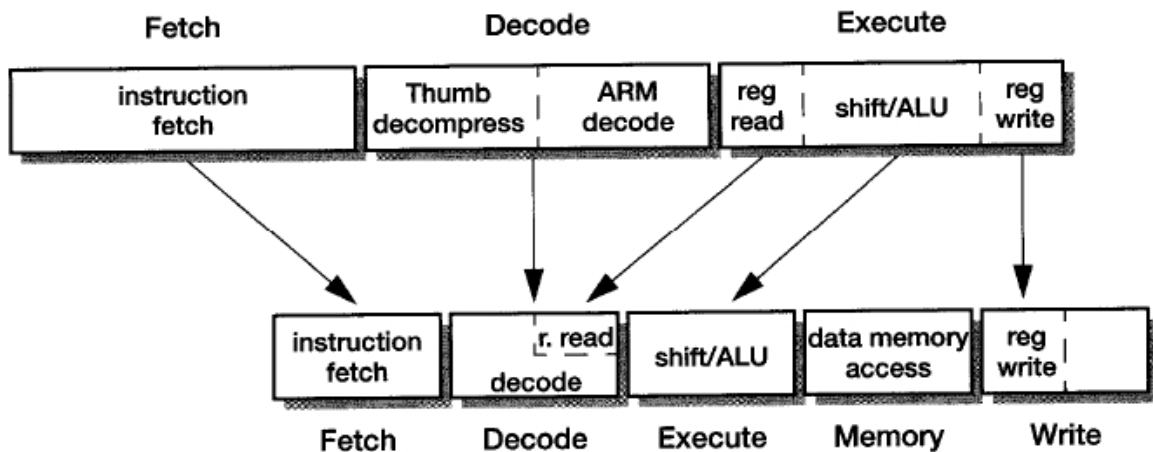 Fetch Decode Execute
instruction
fetch
Thumb
decompress
ARM
decode
reg
read
shift/ALU
reg
write
instruction
fetch
r. read
decode
shift/ALU
data memory
access
reg
write
Fetch Decode Execute Memory Write